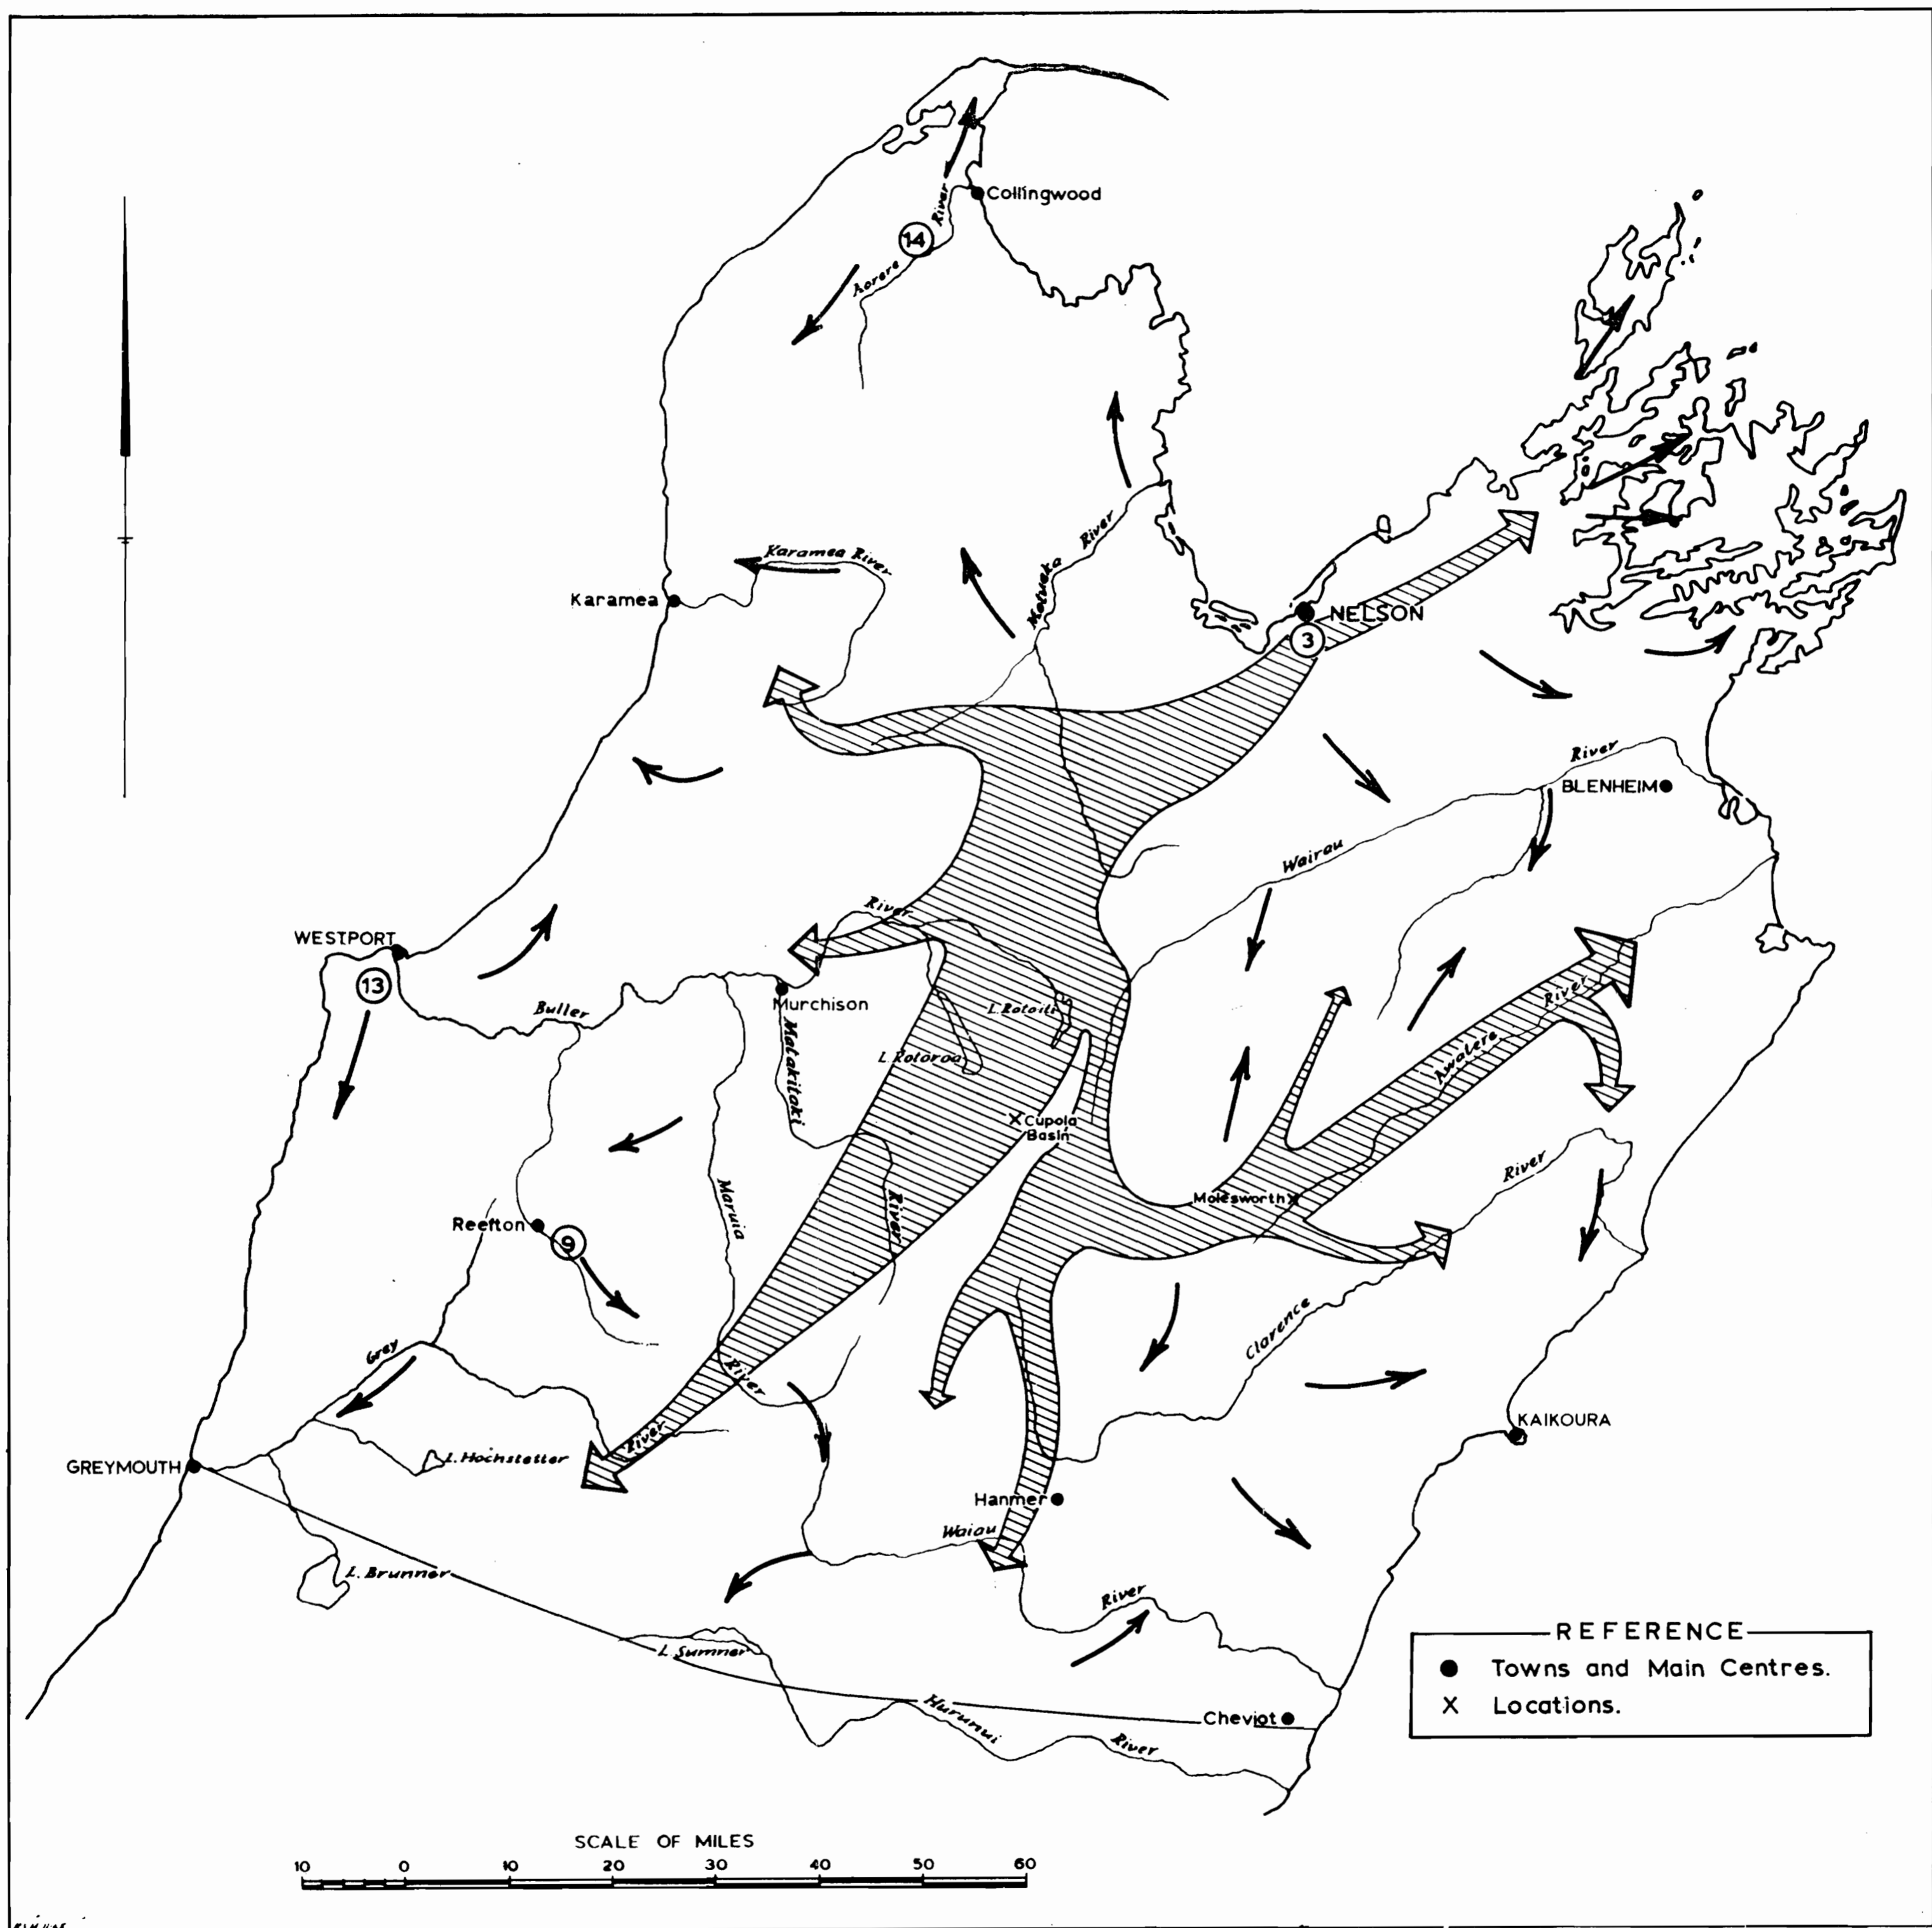 Collingwood
River
14
Aorere
Karamea River
Karamea
Motueka
River
NELSON
3
River
BLENHEIM
Wairau
River
WESTPORT
13
Buller
Murchison
L.Rotoiti
L.Rotoroa
Matakitaki
River
Cupola
Basin
River
Awatere
Molesworth
River
Maruia
River
Reefton
9
Clarence
Grey
River
KAIKOURA
GREYMOUTH
L.Hochstetter
Hanmer
Waiau
L. Brunner
River
L. Sumner
Hurunui
River
Cheviot
REFERENCE
Towns and Main Centres.
X Locations.
SCALE OF MILES
10 0 10 20 30 40 50 60